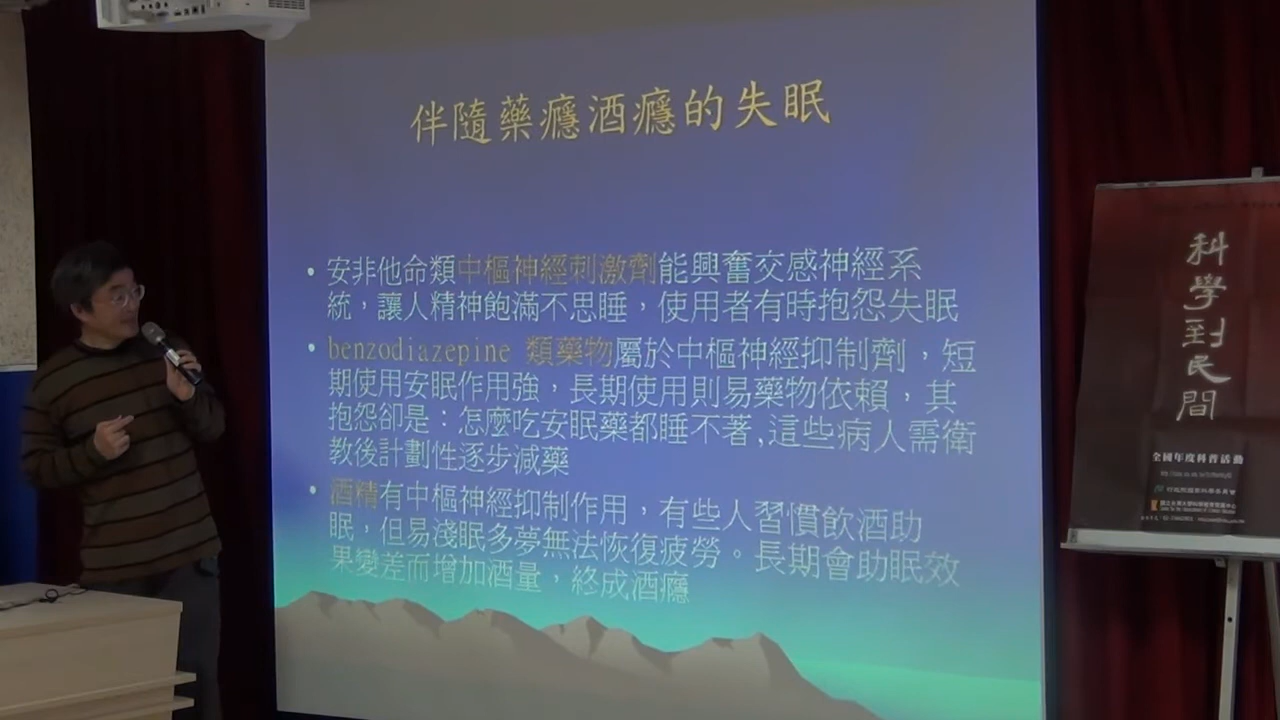 伴隨藥癮酒癮的失眠
• 安非他命類中樞神經刺激劑能興奮交感神經系
統，讓人精神飽滿不思睡，使用者有時抱怨失眠
• benzodiazepine 類藥物屬於中樞神經抑制劑，短
期使用安眠作用強，長期使用則易藥物依賴，其
抱怨卻是：怎麼吃安眠藥都睡不著,這些病人需衛
教後計劃性逐步減藥
• 酒精有中樞神經抑制作用，有些人習慣飲酒助
眠，但易淺眠多夢無法恢復疲勞。長期會助眠效
果變差而增加酒量，終成酒癮
科學到民間
全國年度科普活動